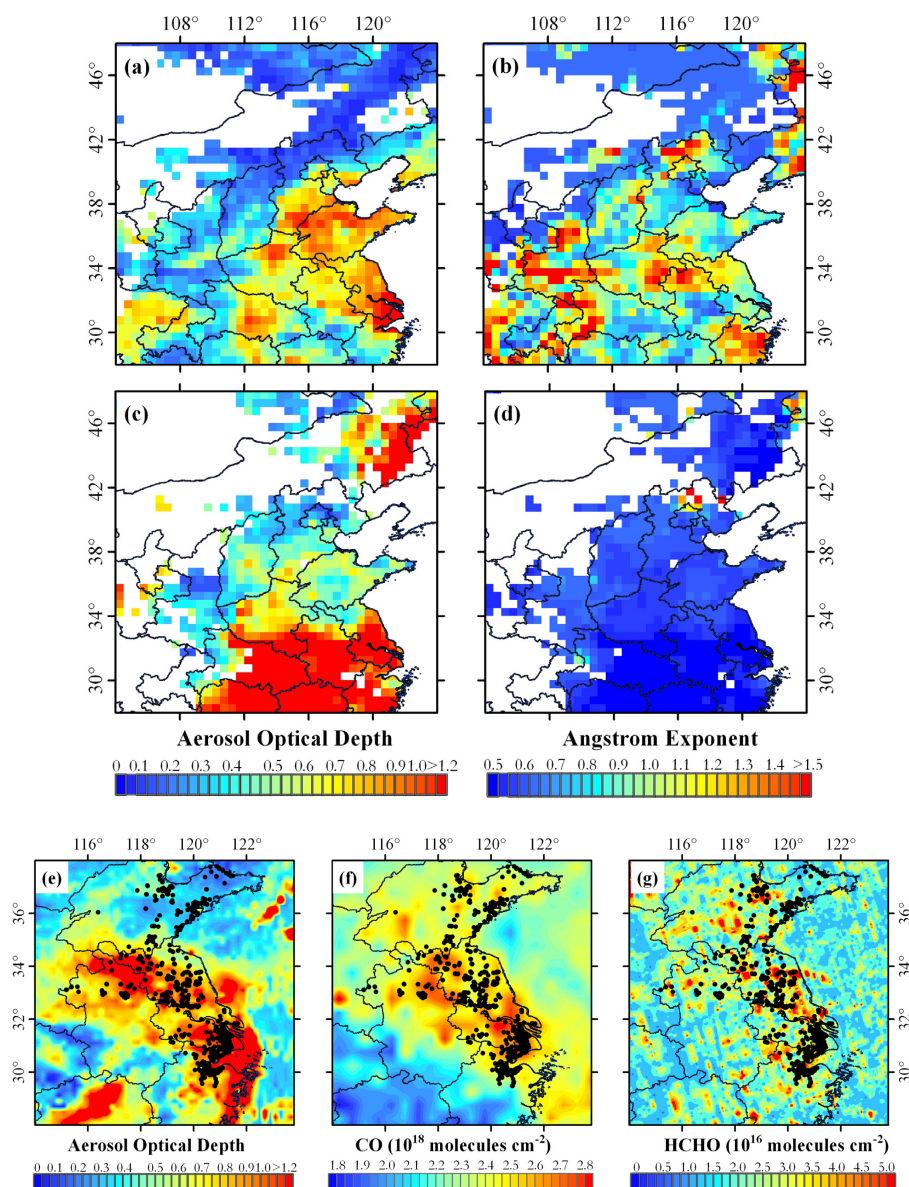 108° 112° 116° 120° 108° 112° 116° 120°
(a) (b)
46° 46°
42° 42°
38° 38°
34° 34°
30° 30°
(c) (d)
46° 46°
42° 42°
38° 38°
34° 34°
30° 30°
Aerosol Optical Depth Angstrom Exponent
0 0.1 0.2 0.3 0.4 0.5 0.6 0.7 0.8 0.91.0>1.2 0.5 0.6 0.7 0.8 0.9 1.0 1.1 1.2 1.3 1.4 >1.5
116° 118° 120° 122° 116° 118° 120° 122° 116° 118° 120° 122°
(e) (f) (g)
36° 36° 36°
34° 34° 34°
32° 32° 32°
30° 30° 30°
Aerosol Optical Depth CO (10¹⁸ molecules cm⁻²) HCHO (10¹⁶ molecules cm⁻²)
0 0.1 0.2 0.3 0.4 0.5 0.6 0.7 0.8 0.91.0>1.2 1.8 1.9 2.0 2.1 2.2 2.3 2.4 2.5 2.6 2.7 2.8 0 0.5 1.0 1.5 2.0 2.5 3.0 3.5 4.0 4.5 5.0